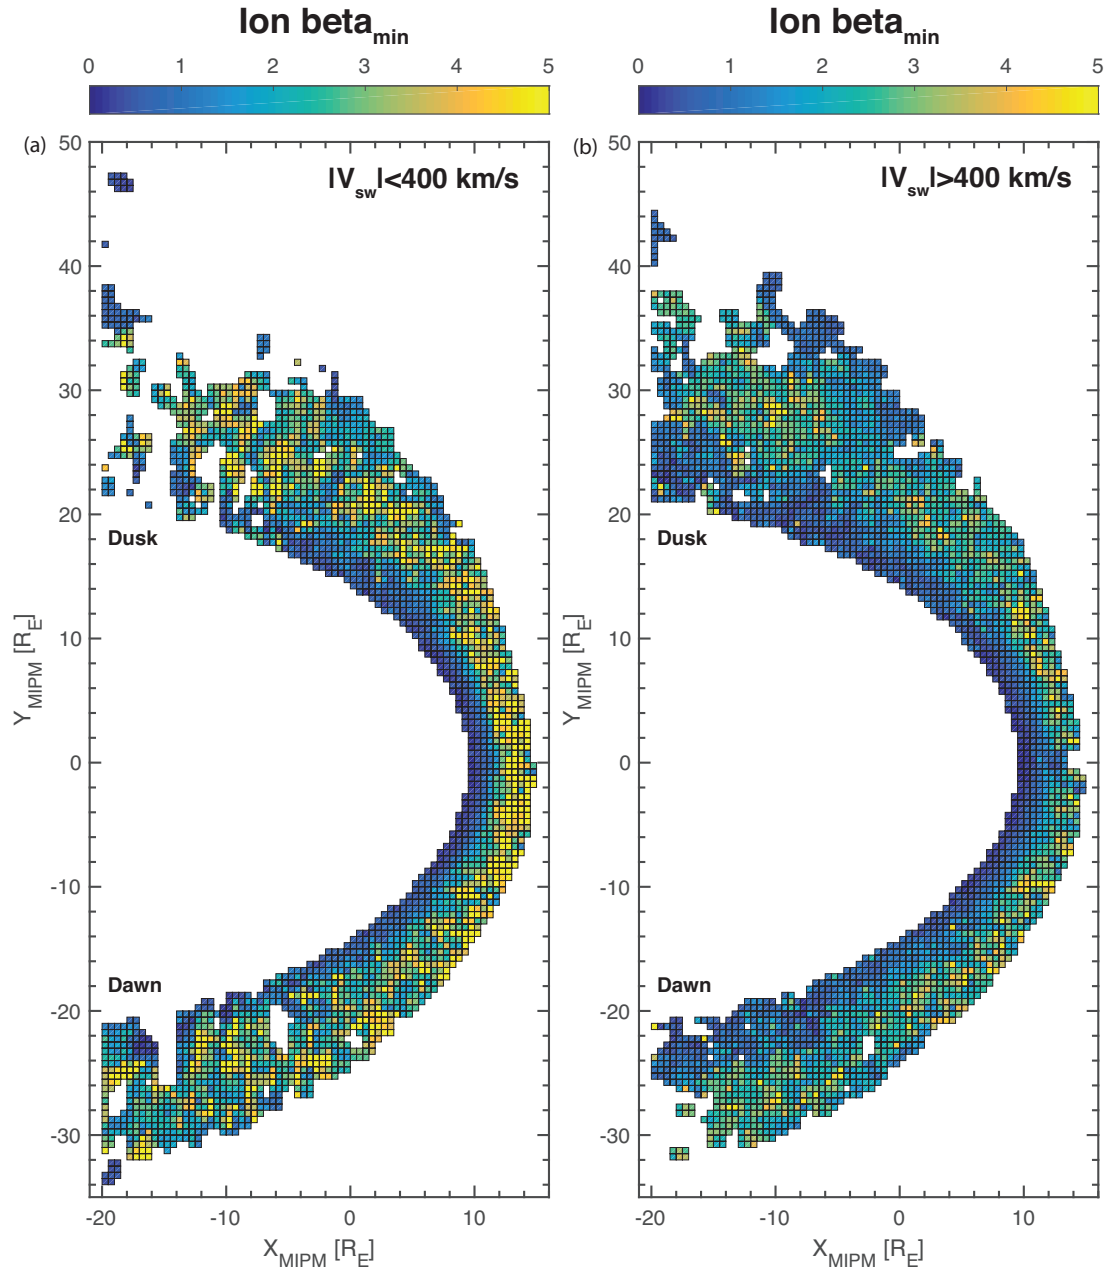 Ion beta_min
Ion beta_min
0 1 2 3 4 5
0 1 2 3 4 5
(a)
|V_sw|<400 km/s
50
40
30
20
10
0
-10
-20
-30
Dusk
Dawn
Y_MIPM [R_E]
-20 -10 0 10
X_MIPM [R_E]
(b)
|V_sw|>400 km/s
50
40
30
20
10
0
-10
-20
-30
Dusk
Dawn
Y_MIPM [R_E]
-20 -10 0 10
X_MIPM [R_E]